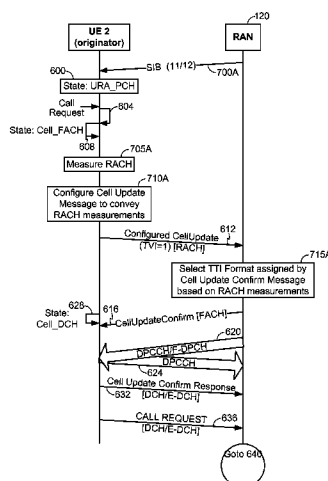 UE 2
(originator)
120
RAN
SIB (11/12)
600
700A
State: URA_PCH
Call
Request
604
State: Cell_FACH
608
705A
Measure RACH
710A
Configure Cell Update
Message to convey
RACH measurements
Configured CellUpdate
612
(TVI=1) [RACH]
715A
Select TTI Format assigned by
Cell Update Confirm Message
based on RACH measurements
628
616
State:
Cell_DCH
CellUpdateConfirm [FACH]
620
DPCCH/F-DPCH
DPCCH
624
Cell Update Confirm Response
632
[DCH/E-DCH]
CALL REQUEST
636
[DCH/E-DCH]
Goto 640